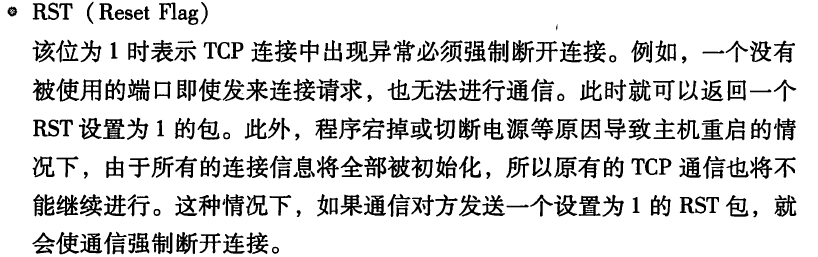 • RST（Reset Flag）
该位为 1 时表示 TCP 连接中出现异常必须强制断开连接。例如，一个没有
被使用的端口即使发来连接请求，也无法进行通信。此时就可以返回一个
RST 设置为 1 的包。此外，程序宕掉或切断电源等原因导致主机重启的情
况下，由于所有的连接信息将全部被初始化，所以原有的 TCP 通信也将不
能继续进行。这种情况下，如果通信对方发送一个设置为 1 的 RST 包，就
会使通信强制断开连接。